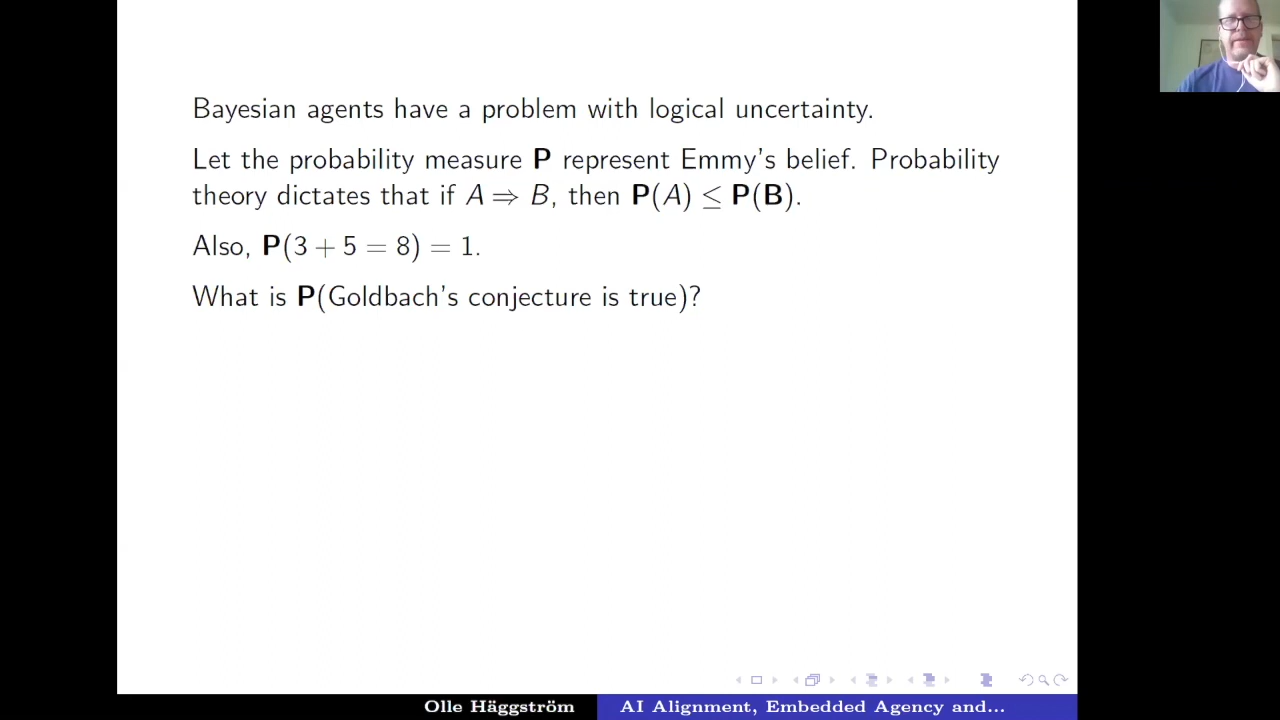 Bayesian agents have a problem with logical uncertainty.
Let the probability measure P represent Emmy's belief. Probability
theory dictates that if A ⇒ B, then P(A) ≤ P(B).
Also, P(3 + 5 = 8) = 1.
What is P(Goldbach's conjecture is true)?
Olle Häggström
AI Alignment, Embedded Agency and...